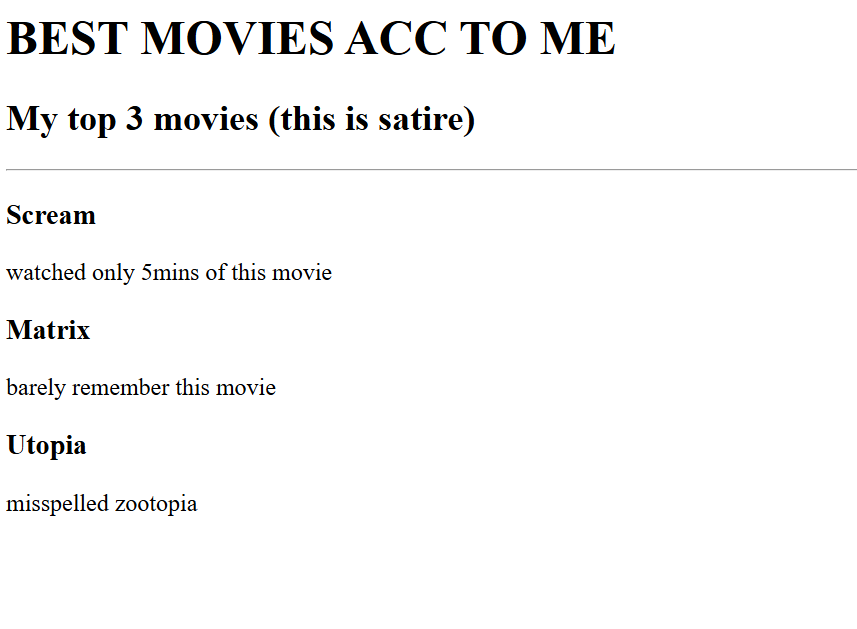 BEST MOVIES ACC TO ME
My top 3 movies (this is satire)
Scream
watched only 5mins of this movie
Matrix
barely remember this movie
Utopia
misspelled zootopia